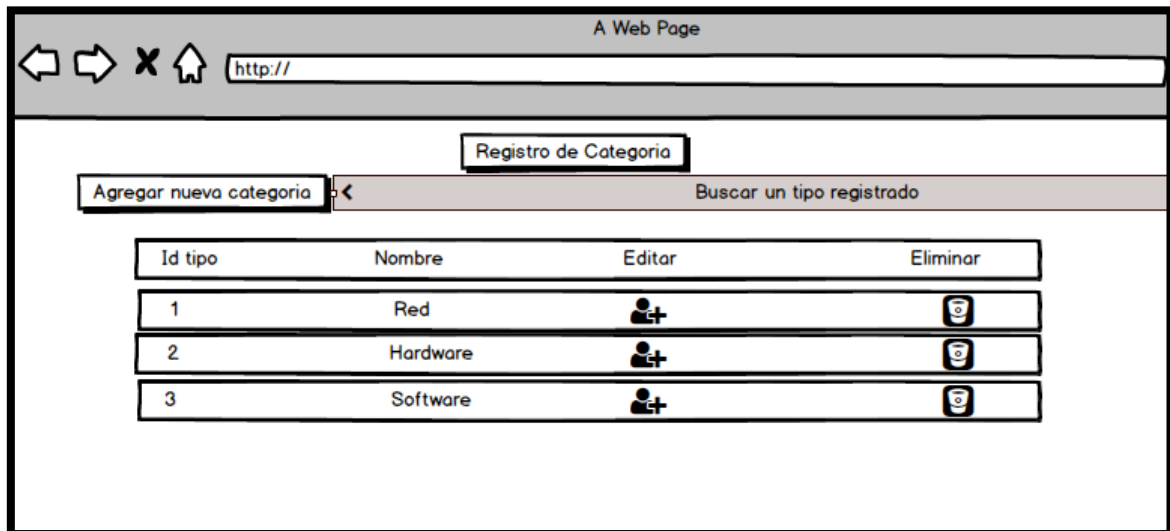 A Web Page
http://
Registro de Categoria
Agregar nueva categoria
Buscar un tipo registrado
Id tipo Nombre Editar Eliminar
1 Red
2 Hardware
3 Software